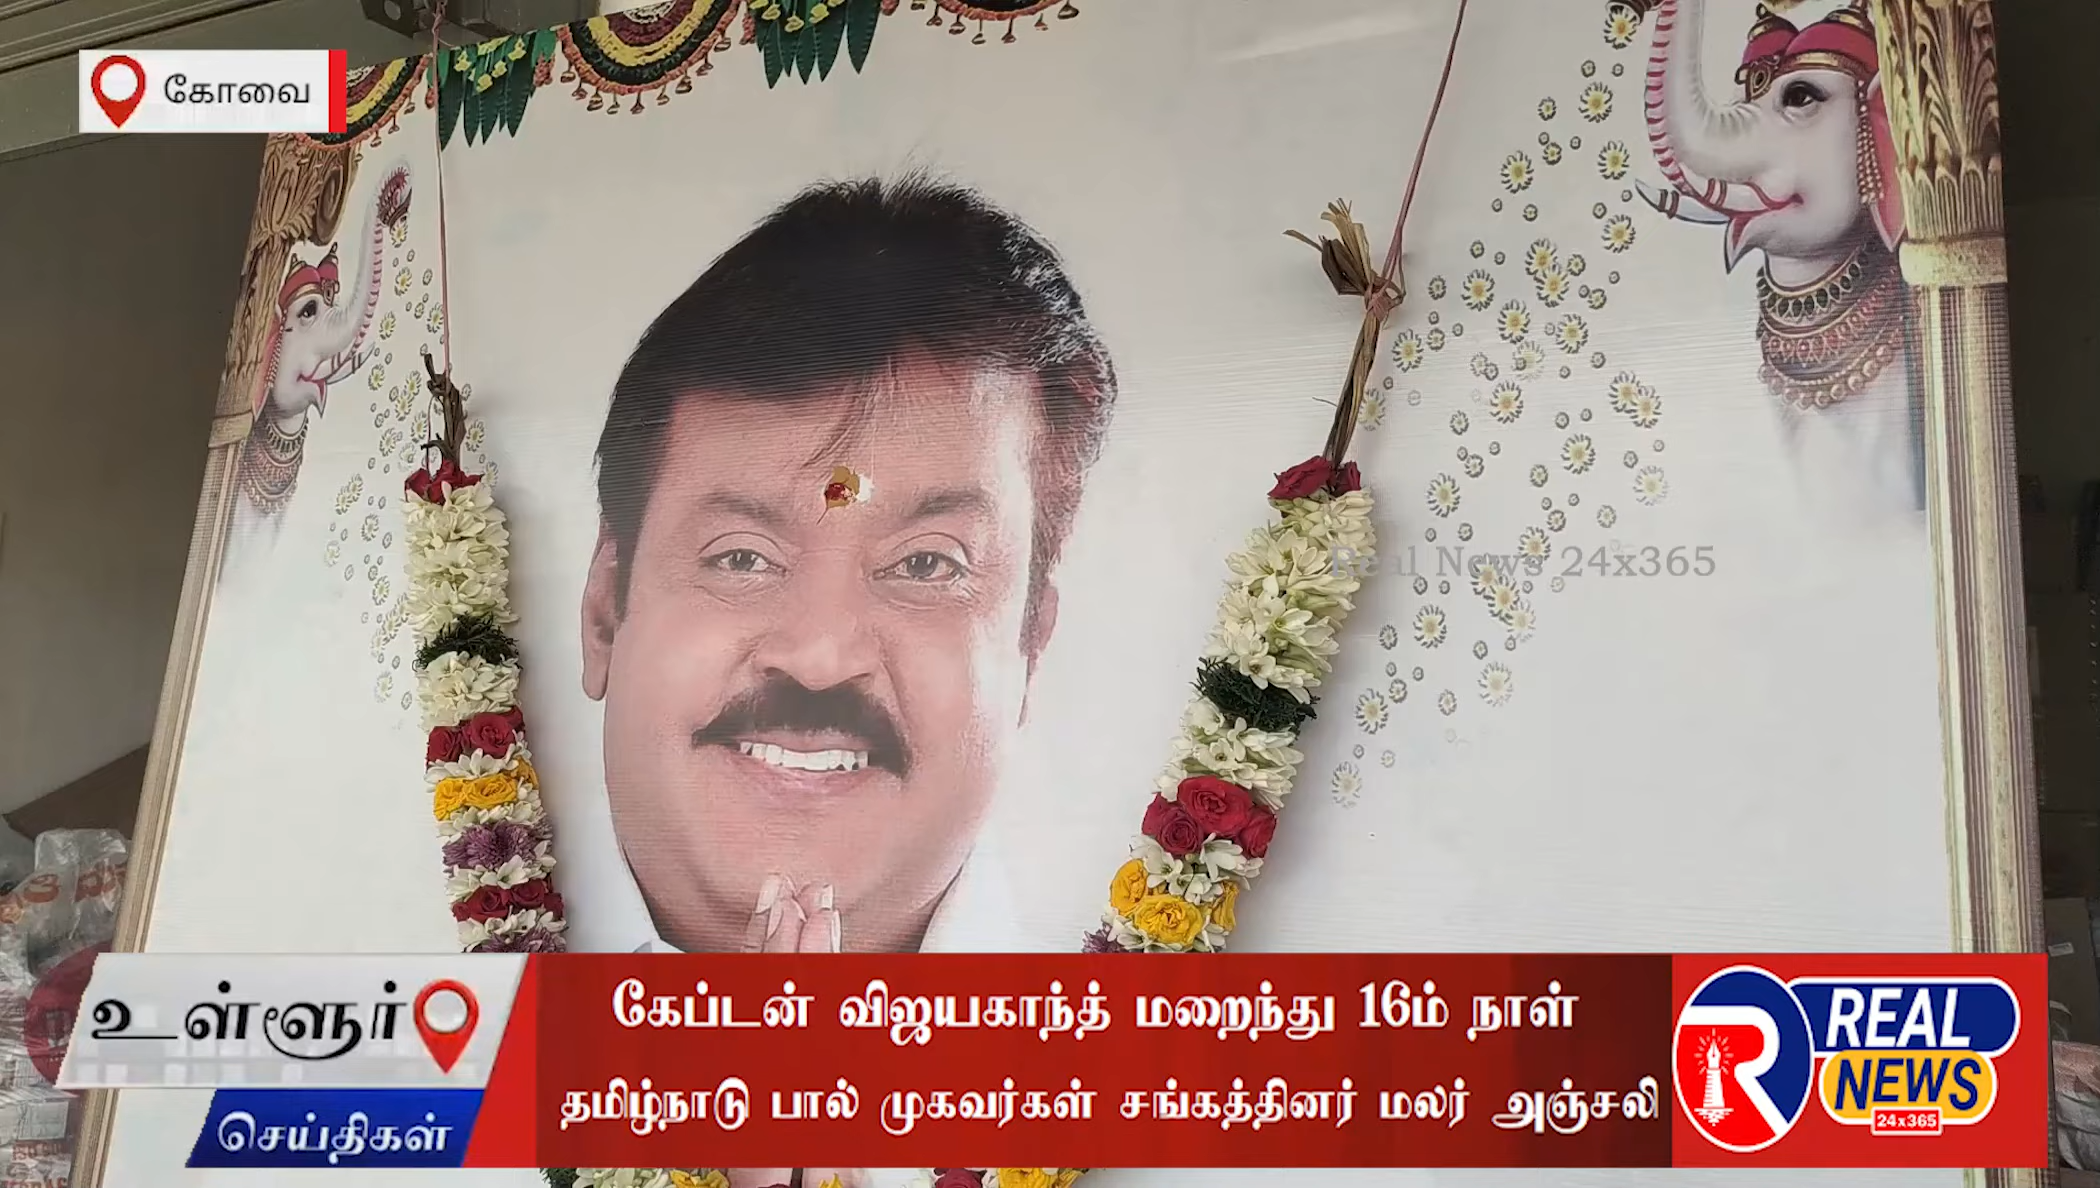 கோவை
Real News 24x365
உள்ளூர்
செய்திகள்
கேப்டன் விஜயகாந்த் மறைந்து 16ம் நாள்
தமிழ்நாடு பால் முகவர்கள் சங்கத்தினர் மலர் அஞ்சலி
REAL
NEWS
24x365